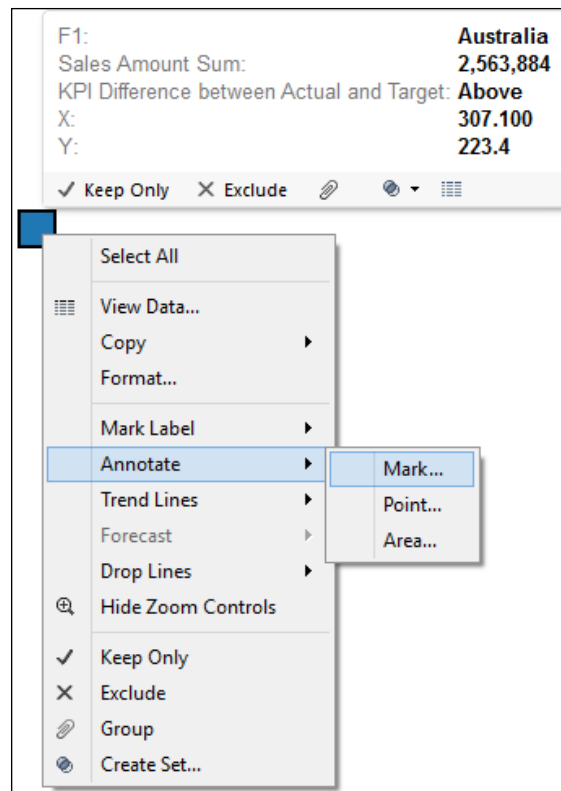 F1: Australia
Sales Amount Sum: 2,563,884
KPI Difference between Actual and Target: Above
X: 307.100
Y: 223.4
Keep Only Exclude
Select All
View Data...
Copy
Format...
Mark Label
Annotate
Mark...
Trend Lines
Point...
Forecast
Area...
Drop Lines
Hide Zoom Controls
Keep Only
Exclude
Group
Create Set...